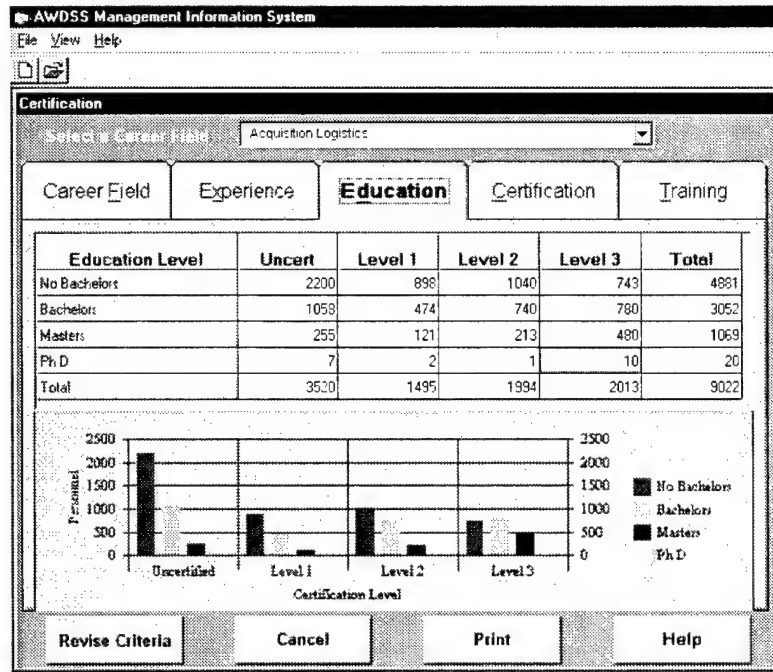 AWDSS Management Information System
File View Help
Certification
Select a Career Field Acquisition Logistics
Career Field Experience Education Certification Training
Education Level Uncert Level 1 Level 2 Level 3 Total
No Bachelors 2200 898 1040 743 4881
Bachelors 1058 474 740 780 3052
Masters 255 121 213 480 1069
Ph D 7 2 1 10 20
Total 3520 1495 1994 2013 9022
2500 2500
2000 2000
1500 1500
1000 1000
500 500
0 0
Personnel
Uncertified Level 1 Level 2 Level 3
Certification Level
No Bachelors
Bachelors
Masters
Ph D
Revise Criteria Cancel Print Help